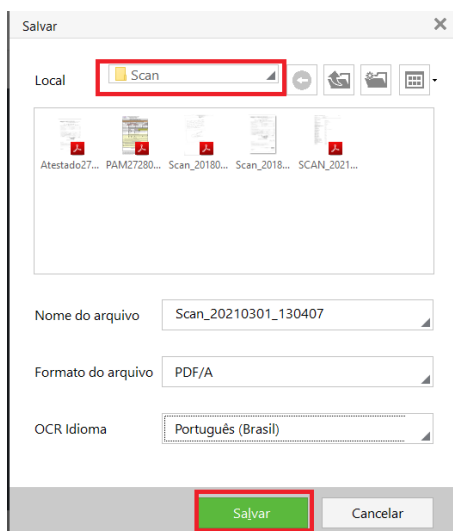 Salvar
Local Scan
Atestado27... PAM27280... Scan_20180... Scan_2018... SCAN_2021...
Nome do arquivo Scan_20210301_130407
Formato do arquivo PDF/A
OCR Idioma Português (Brasil)
Salvar Cancelar